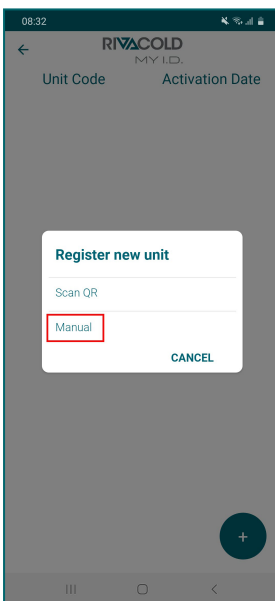 08:32
RIVACOLD
MY I.D.
Unit Code Activation Date
Register new unit
Scan QR
Manual
CANCEL
+